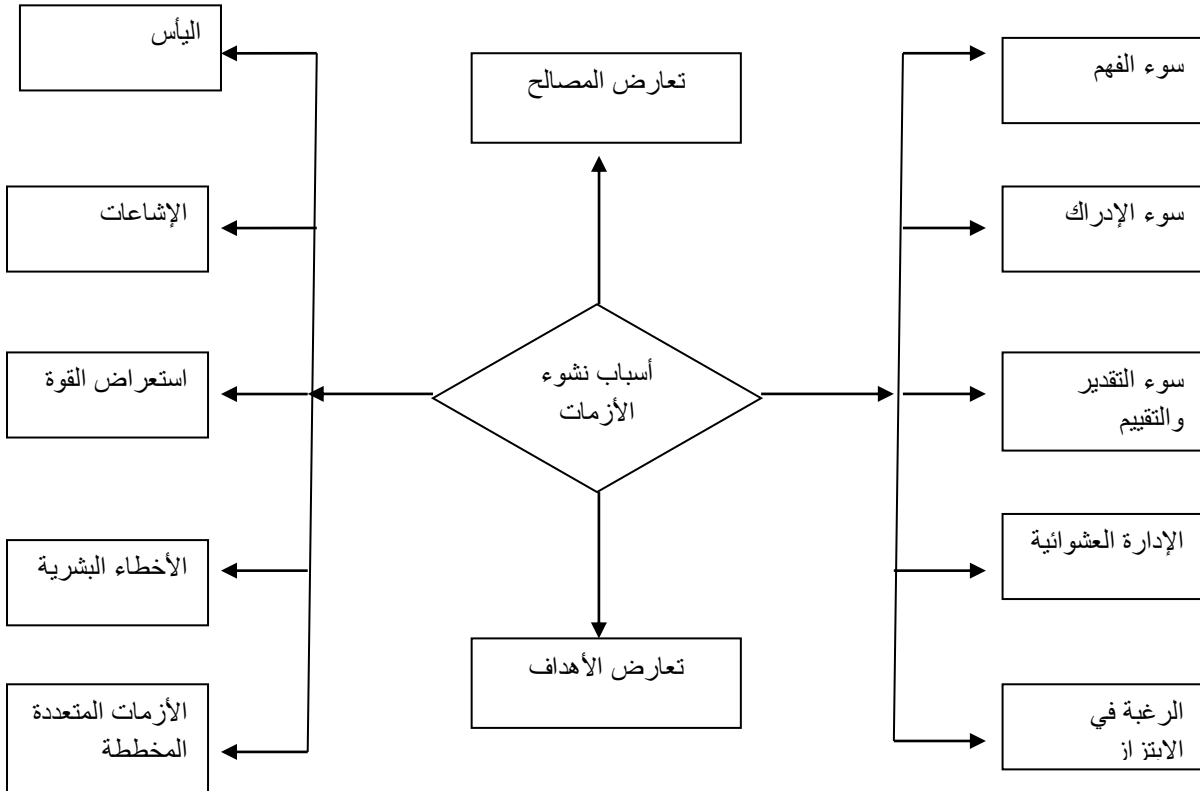 سوء الفهم
تعارض المصالح
اليأس
سوء الإدراك
الإشاعات
أسباب نشوء
الأزمات
سوء التقدير
والتقييم
استعراض القوة
الإدارة العشوائية
الأخطاء البشرية
تعارض الأهداف
الرغبة في
الابتزاز
الأزمات المتعددة
المخططة